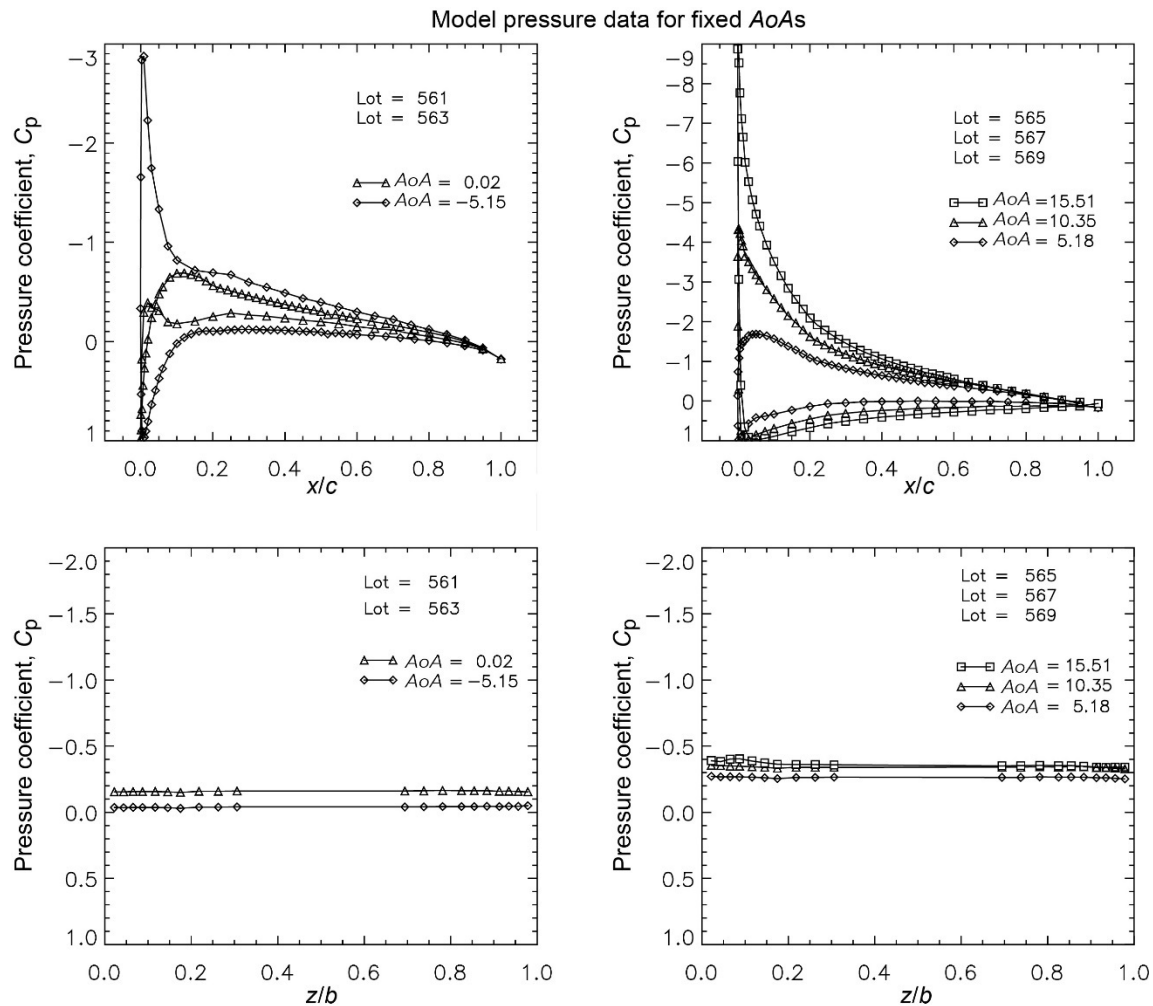 Model pressure data for fixed AoAs
Pressure coefficient, Cp
-3
-2
-1
0
1
Lot = 561
Lot = 563
AoA = 0.02
AoA = -5.15
0.0 0.2 0.4 0.6 0.8 1.0
x/c
Pressure coefficient, Cp
-9
-8
-7
-6
-5
-4
-3
-2
-1
0
1
Lot = 565
Lot = 567
Lot = 569
AoA = 15.51
AoA = 10.35
AoA = 5.18
0.0 0.2 0.4 0.6 0.8 1.0
x/c
Pressure coefficient, Cp
-2.0
-1.5
-1.0
-0.5
0.0
0.5
1.0
Lot = 561
Lot = 563
AoA = 0.02
AoA = -5.15
0.0 0.2 0.4 0.6 0.8 1.0
z/b
Pressure coefficient, Cp
-2.0
-1.5
-1.0
-0.5
0.0
0.5
1.0
Lot = 565
Lot = 567
Lot = 569
AoA = 15.51
AoA = 10.35
AoA = 5.18
0.0 0.2 0.4 0.6 0.8 1.0
z/b